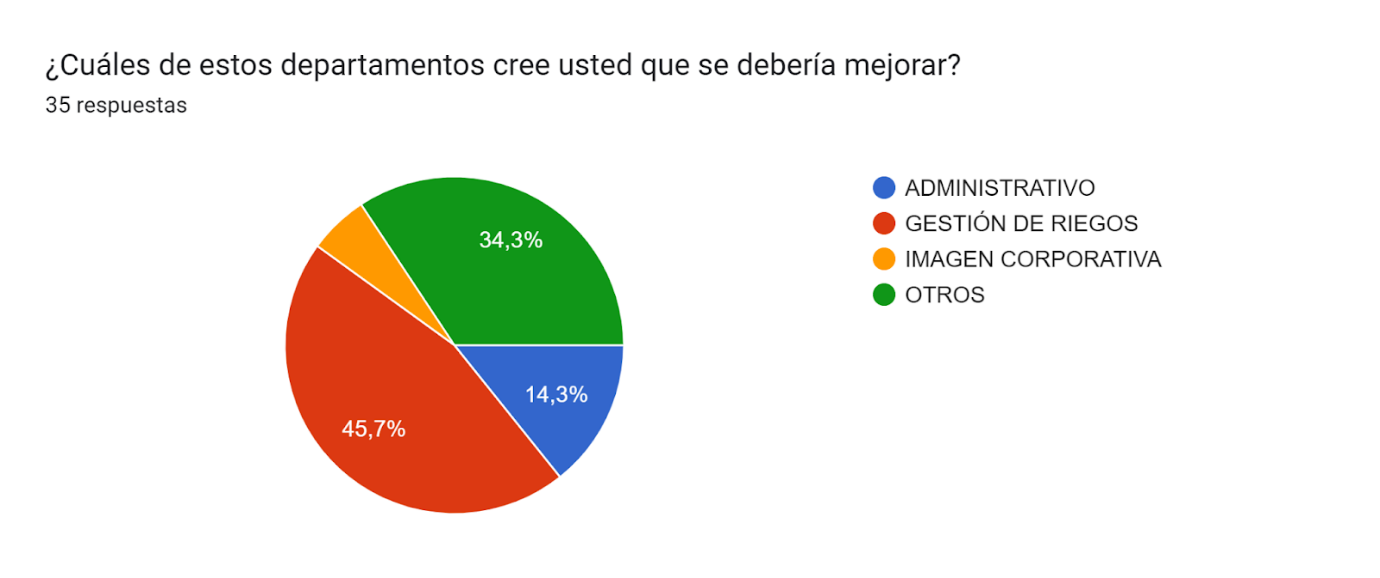 ¿Cuáles de estos departamentos cree usted que se debería mejorar?
35 respuestas
34,3%
14,3%
45,7%
ADMINISTRATIVO
GESTIÓN DE RIEGOS
IMAGEN CORPORATIVA
OTROS